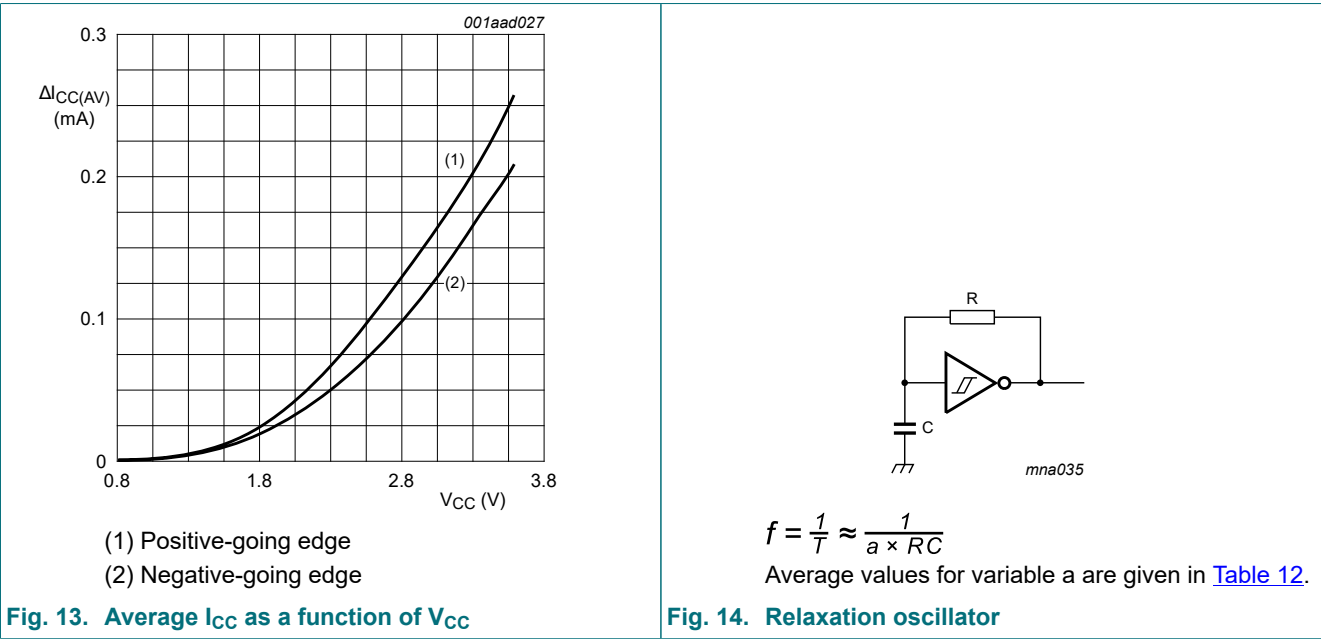 001aad027
0.3
ΔICC(AV)
(mA)
(1)
0.2
(2)
0.1
0
0.8 1.8 2.8 3.8
VCC (V)
(1) Positive-going edge
(2) Negative-going edge
Fig. 13. Average ICC as a function of VCC
R
C
mna035
f = 1/T ≈ 1/(a × RC)
Average values for variable a are given in Table 12.
Fig. 14. Relaxation oscillator